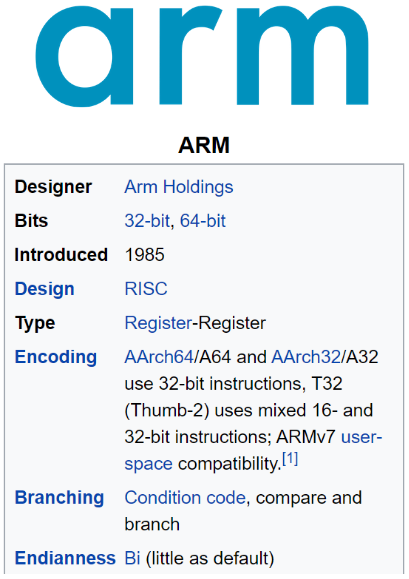 arm
ARM
Designer Arm Holdings
Bits 32-bit, 64-bit
Introduced 1985
Design RISC
Type Register-Register
Encoding AArch64/A64 and AArch32/A32
use 32-bit instructions, T32
(Thumb-2) uses mixed 16- and
32-bit instructions; ARMv7 user-
space compatibility.[1]
Branching Condition code, compare and
branch
Endianness Bi (little as default)